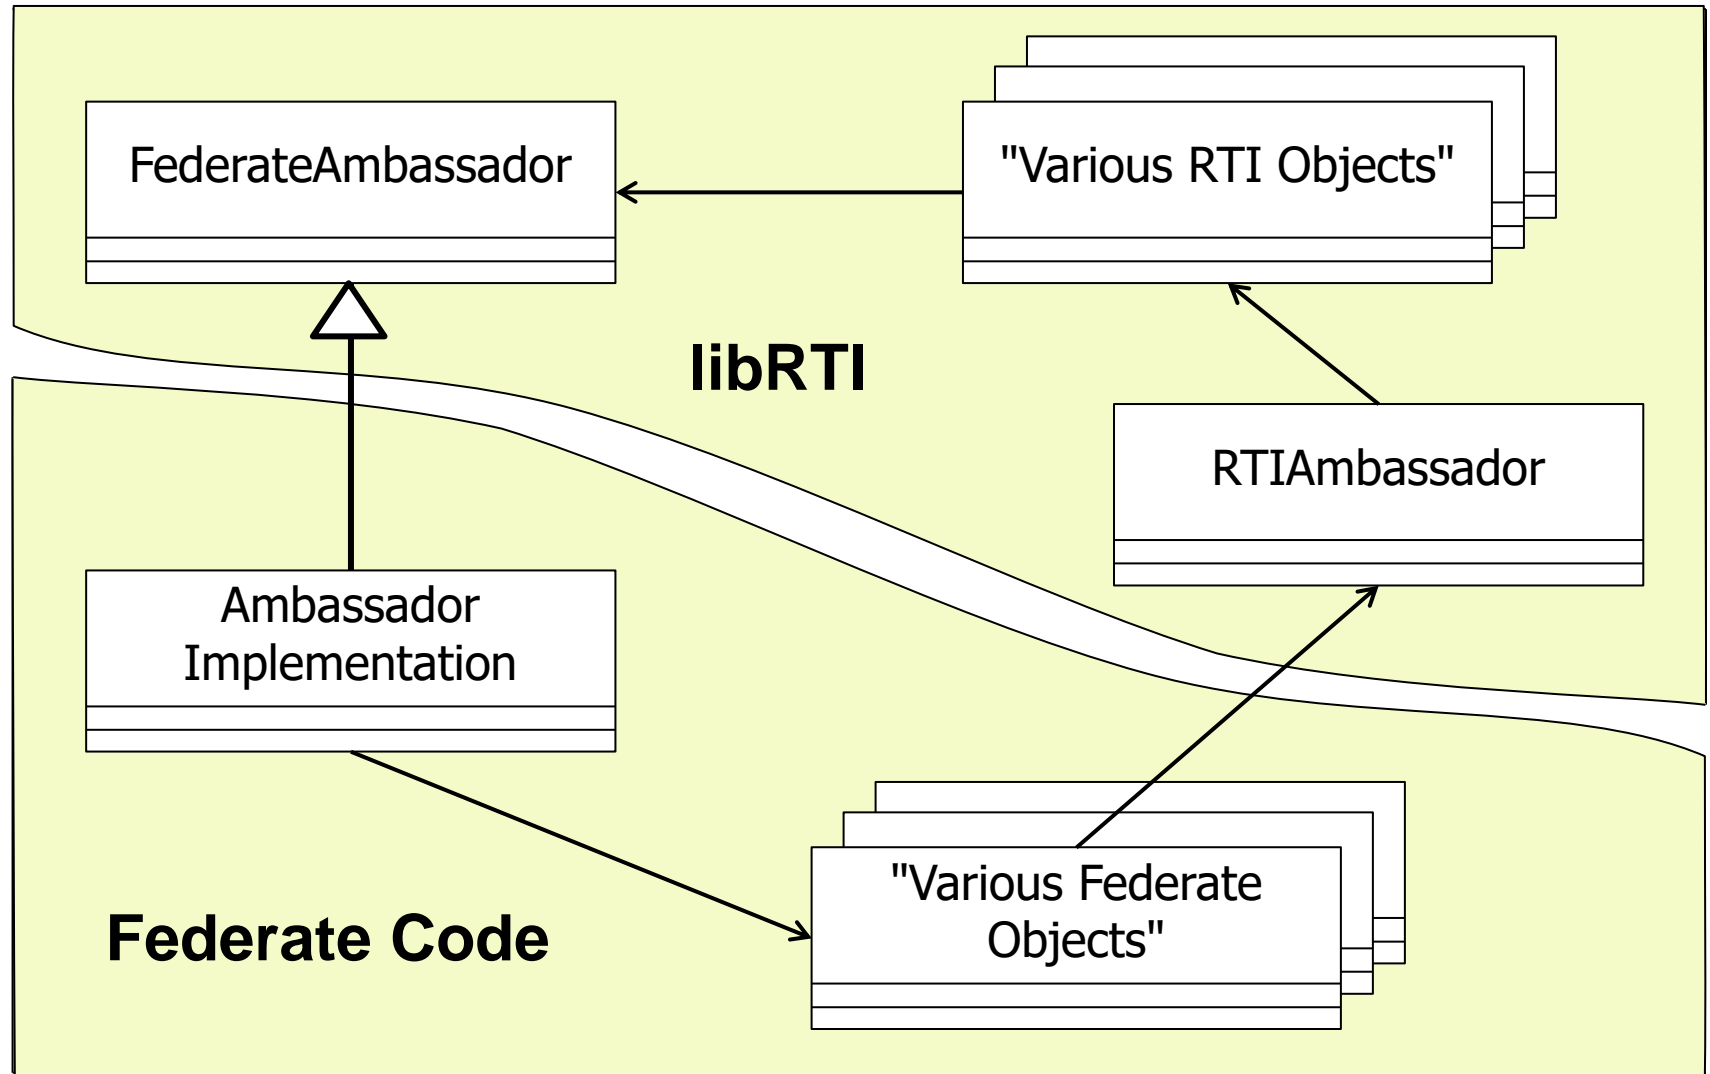 FederateAmbassador
"Various RTI Objects"
libRTI
RTIAmbassador
Ambassador
Implementation
"Various Federate
Objects"
Federate Code